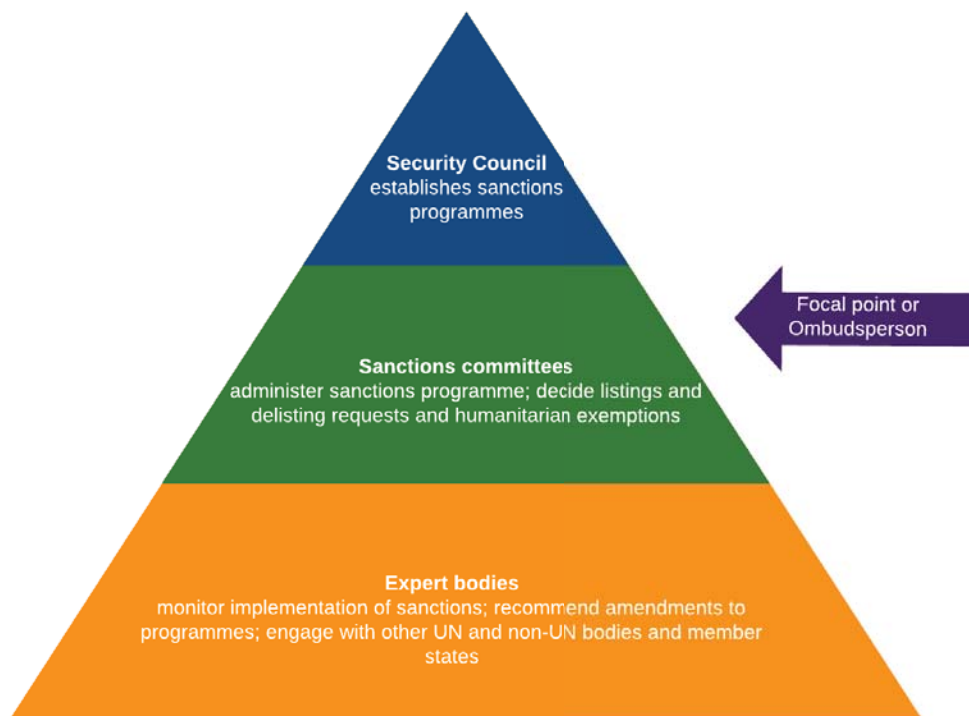 Security Council
establishes sanctions
programmes
Focal point or
Ombudsperson
Sanctions committees
administer sanctions programme; decide listings and
delisting requests and humanitarian exemptions
Expert bodies
monitor implementation of sanctions; recommend amendments to
programmes; engage with other UN and non-UN bodies and member
states